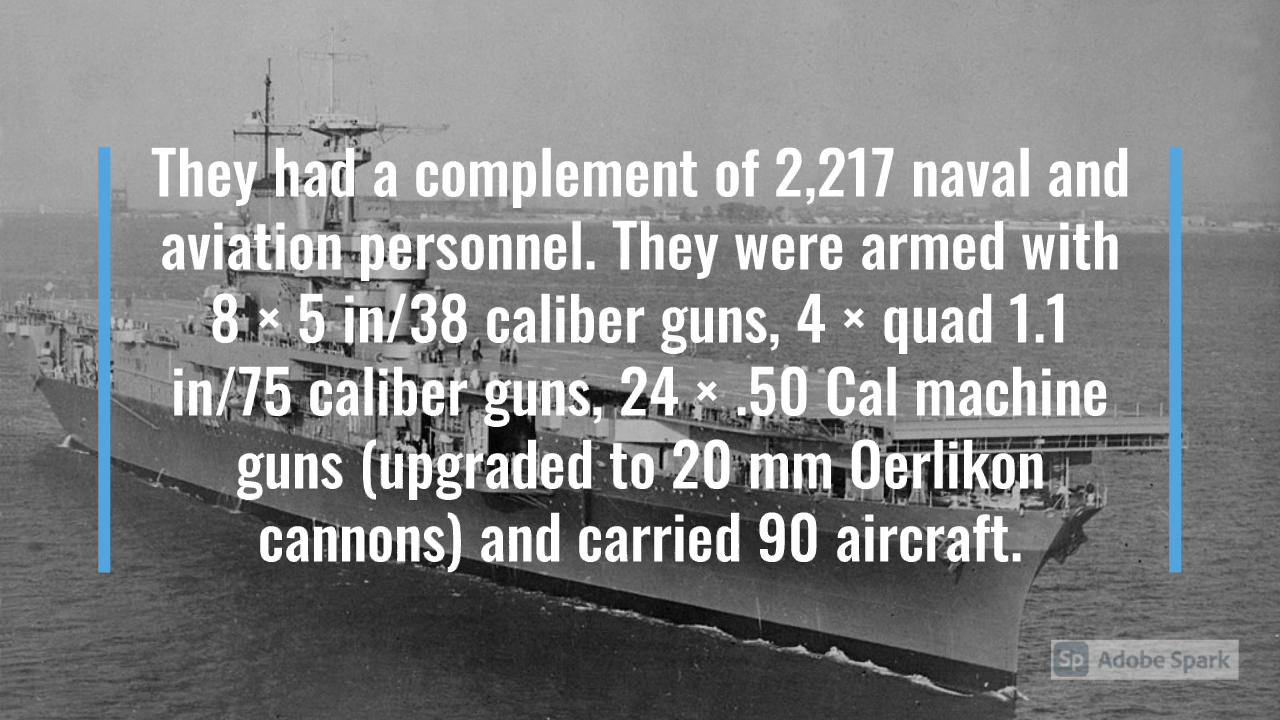 They had a complement of 2,217 naval and
aviation personnel. They were armed with
8 × 5 in/38 caliber guns, 4 × quad 1.1
in/75 caliber guns, 24 × .50 Cal machine
guns (upgraded to 20 mm Oerlikon
cannons) and carried 90 aircraft.
Sp Adobe Spark